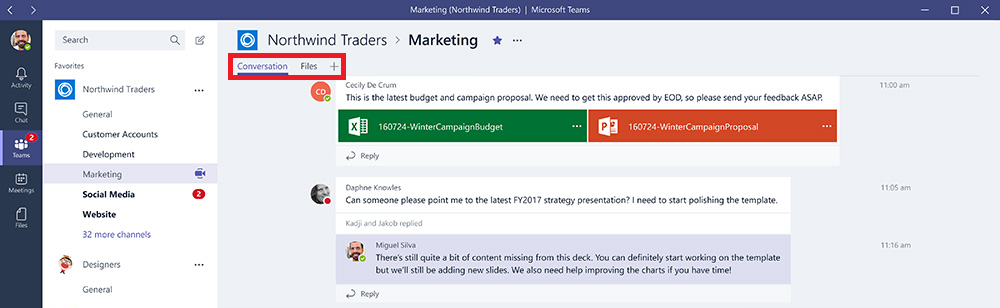 Marketing (Northwind Traders) | Microsoft Teams
Activity
Chat
2
Teams
Meetings
Files
Search
Favorites
Northwind Traders ...
General
Customer Accounts
Development
Marketing
Social Media 2
Website
32 more channels
Designers ...
General
Northwind Traders > Marketing ...
Conversation Files +
CD
Cecily De Crum 11:00 am
This is the latest budget and campaign proposal. We need to get this approved by EOD, so please send your feedback ASAP.
160724-WinterCampaignBudget ... 160724-WinterCampaignProposal ...
Reply
Daphne Knowles 11:05 am
Can someone please point me to the latest FY2017 strategy presentation? I need to start polishing the template.
Kadji and Jakob replied
Miguel Silva 11:16 am
There's still quite a bit of content missing from this deck. You can definitely start working on the template
but we'll still be adding new slides. We also need help improving the charts if you have time!
Reply